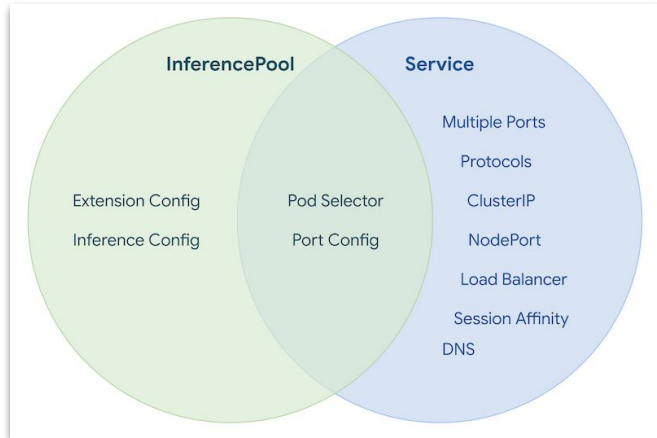 InferencePool
Service
Multiple Ports
Protocols
Extension Config
Pod Selector
ClusterIP
Inference Config
Port Config
NodePort
Load Balancer
Session Affinity
DNS